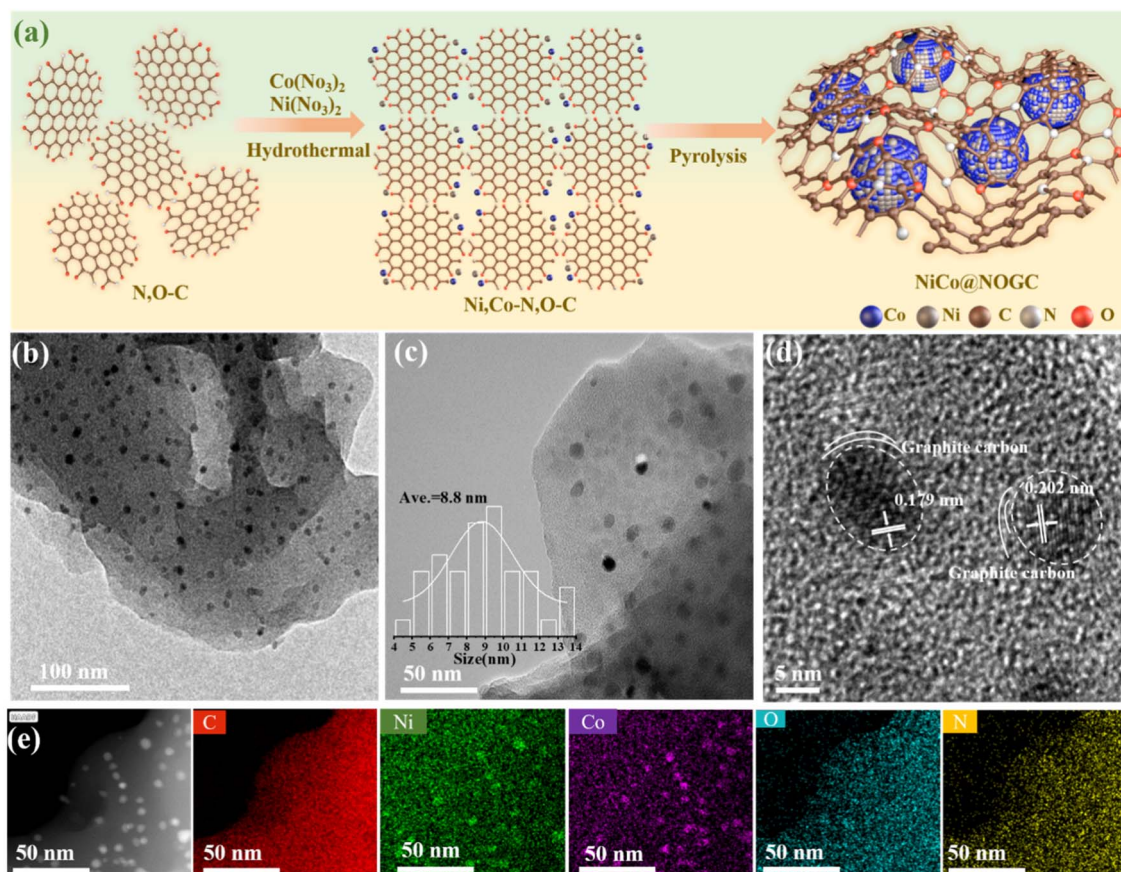 (a)
Co(No₃)₂
Ni(No₃)₂
Hydrothermal
Pyrolysis
N,O-C
Ni,Co-N,O-C
NiCo@NOGC
Co Ni C N O
(b)
100 nm
(c)
Ave.=8.8 nm
4 5 6 7 8 9 10 11 12 13 14
Size(nm)
50 nm
(d)
Graphite carbon
0.179 nm
0.202 nm
Graphite carbon
5 nm
(e)
50 nm
C
50 nm
Ni
50 nm
Co
50 nm
O
50 nm
N
50 nm